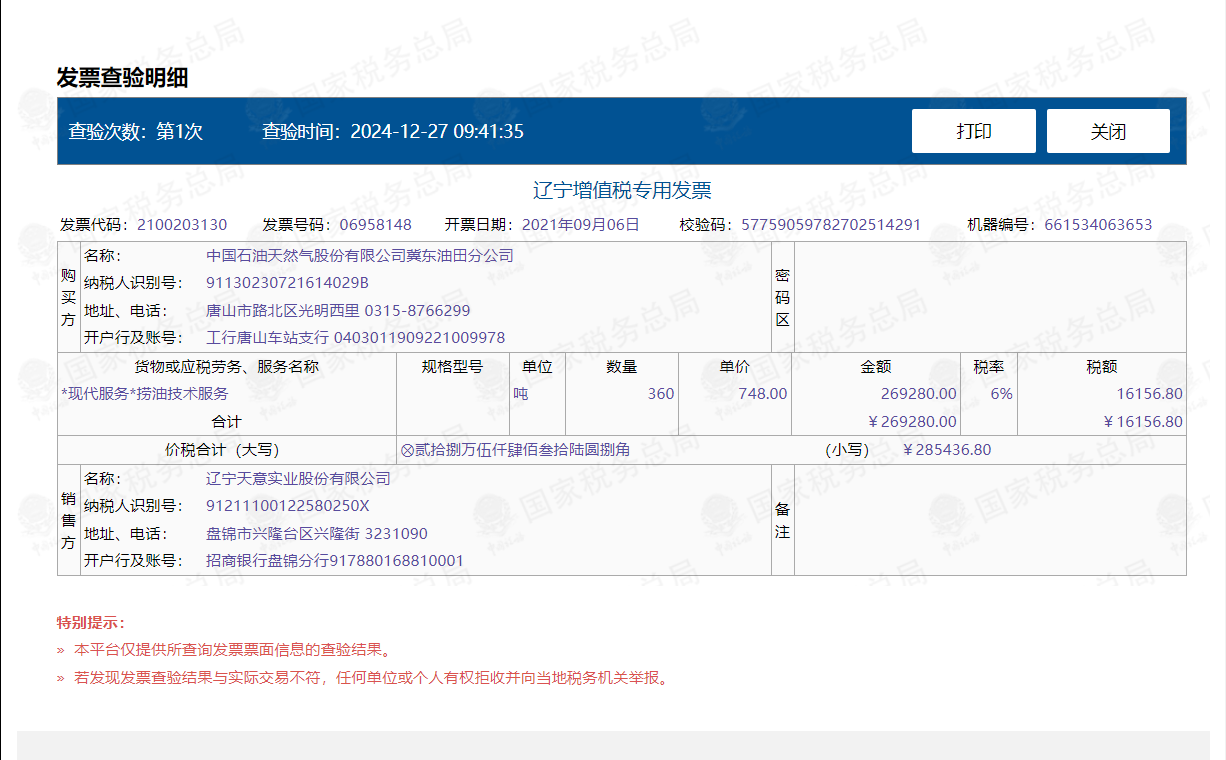 发票查验明细
查验次数：第1次 查验时间：2024-12-27 09:41:35 打印 关闭
辽宁增值税专用发票
发票代码：2100203130 发票号码：06958148 开票日期：2021年09月06日 校验码：57759059782702514291 机器编号：661534063653
购买方
名称： 中国石油天然气股份有限公司冀东油田分公司
纳税人识别号： 91130230721614029B
地址、电话： 唐山市路北区光明西里 0315-8766299
开户行及账号： 工行唐山车站支行 0403011909221009978
密码区
货物或应税劳务、服务名称 规格型号 单位 数量 单价 金额 税率 税额
*现代服务*捞油技术服务 吨 360 748.00 269280.00 6% 16156.80
合计 ￥269280.00 ￥16156.80
价税合计（大写） ⊗贰拾捌万伍仟肆佰叁拾陆圆捌角 （小写） ￥285436.80
销售方
名称： 辽宁天意实业股份有限公司
纳税人识别号： 91211100122580250X
地址、电话： 盘锦市兴隆台区兴隆街 3231090
开户行及账号： 招商银行盘锦分行917880168810001
备注
特别提示：
» 本平台仅提供所查询发票票面信息的查验结果。
» 若发现发票查验结果与实际交易不符，任何单位或个人有权拒收并向当地税务机关举报。
国家税务总局